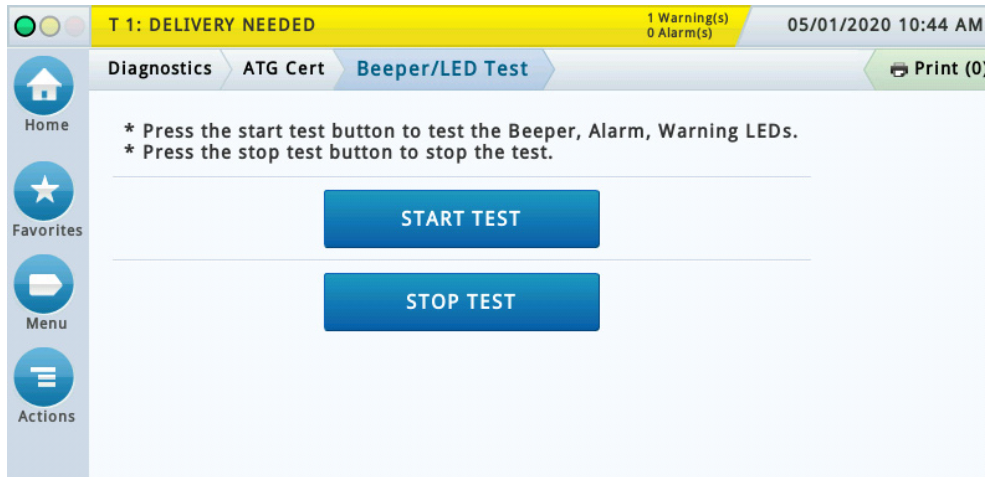 T 1: DELIVERY NEEDED
1 Warning(s)
0 Alarm(s)
05/01/2020 10:44 AM
Diagnostics
ATG Cert
Beeper/LED Test
Print (0)
Home
* Press the start test button to test the Beeper, Alarm, Warning LEDs.
* Press the stop test button to stop the test.
Favorites
START TEST
Menu
STOP TEST
Actions